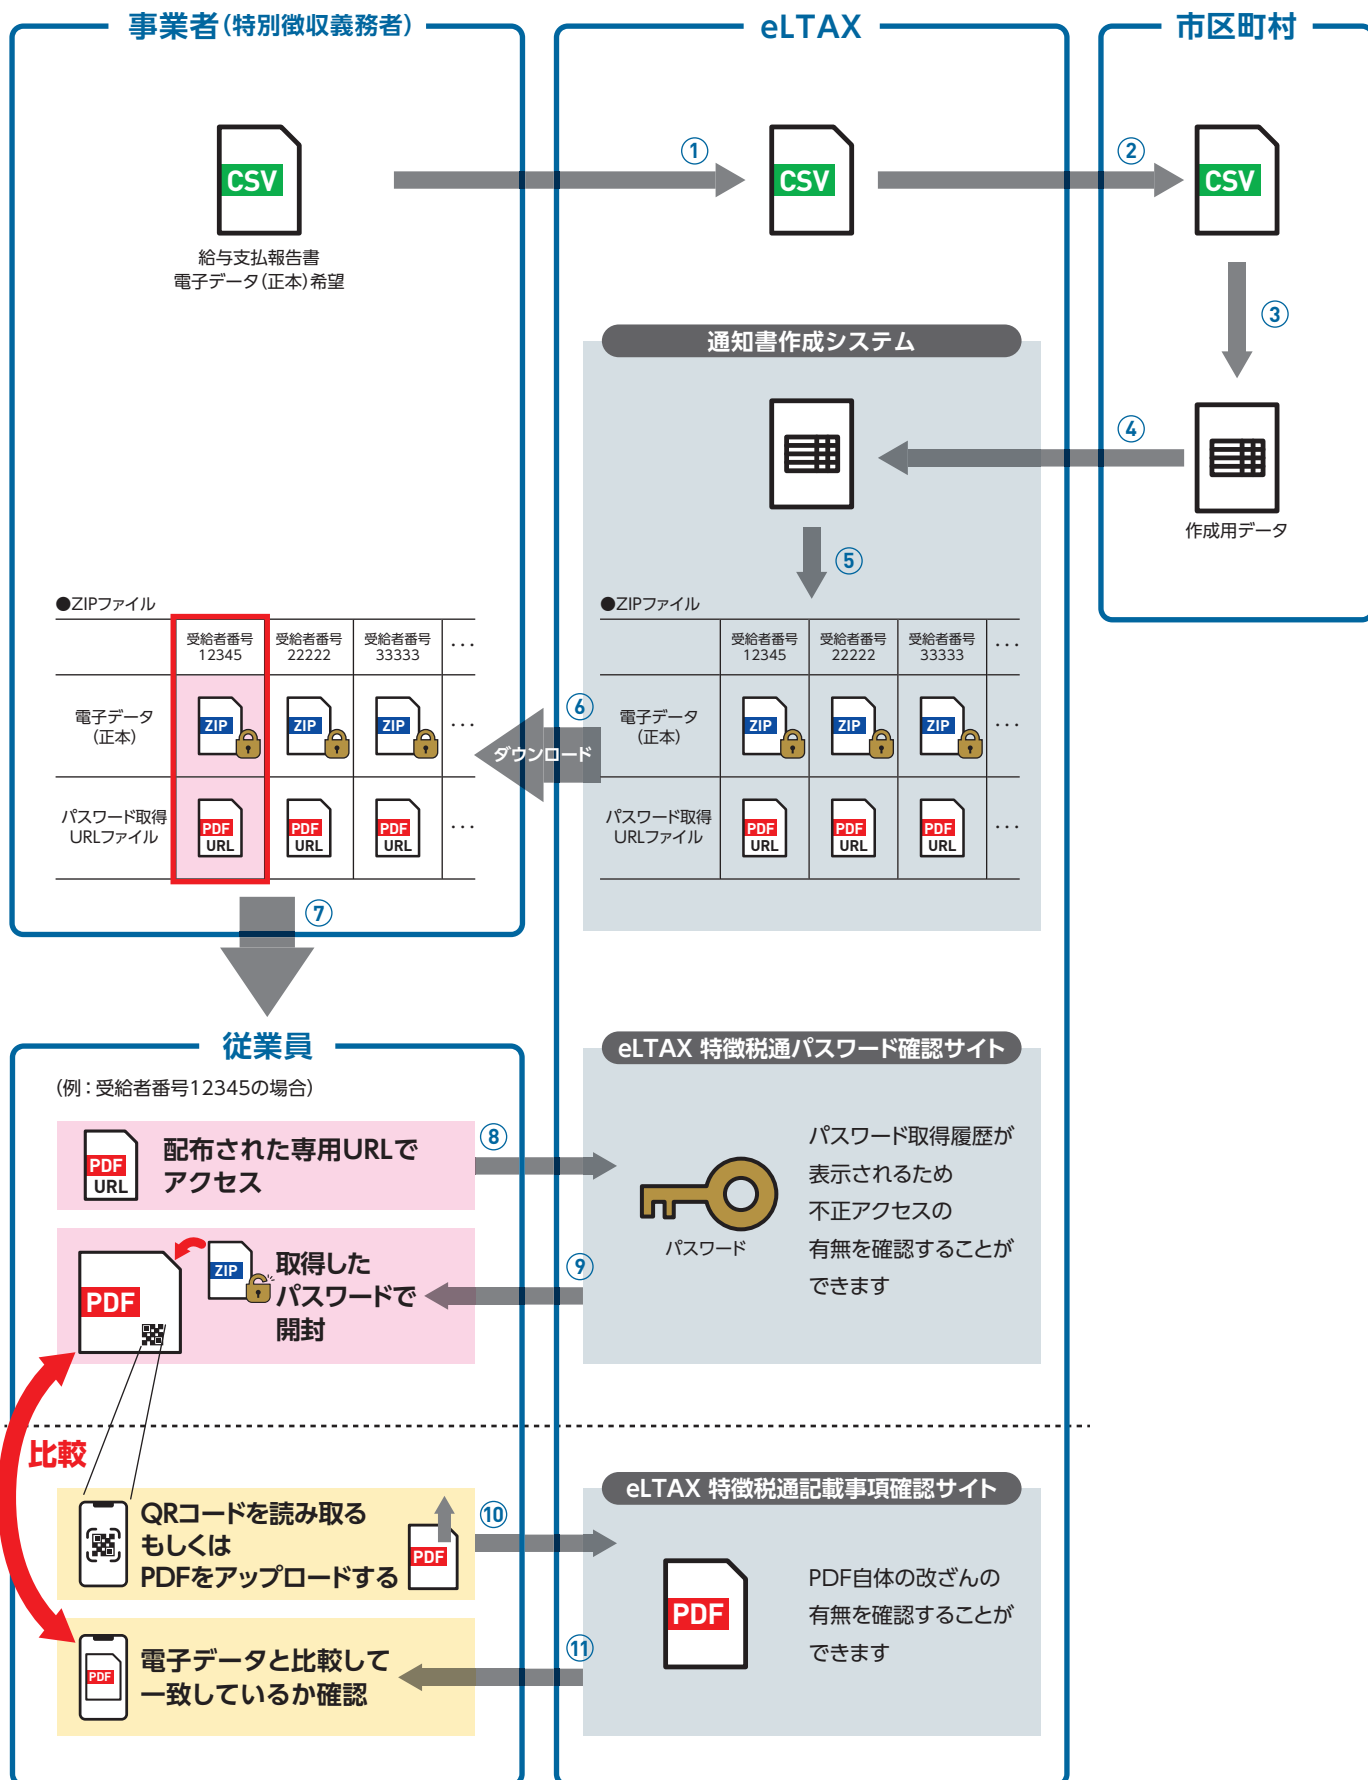 事業者(特別徴収義務者)
eLTAX
市区町村
①
②
CSV
CSV
CSV
給与支払報告書
電子データ(正本)希望
③
通知書作成システム
④
作成用データ
⑤
●ZIPファイル
受給者番号
12345
受給者番号
22222
受給者番号
33333
...
電子データ
(正本)
ZIP
ZIP
ZIP
...
パスワード取得
URLファイル
PDF
URL
PDF
URL
PDF
URL
...
⑥
ダウンロード
●ZIPファイル
受給者番号
12345
受給者番号
22222
受給者番号
33333
...
電子データ
(正本)
ZIP
ZIP
ZIP
...
パスワード取得
URLファイル
PDF
URL
PDF
URL
PDF
URL
...
⑦
従業員
(例：受給者番号12345の場合)
PDF
URL
配布された専用URLで
アクセス
⑧
eLTAX 特徴税通パスワード確認サイト
パスワード
パスワード取得履歴が
表示されるため
不正アクセスの
有無を確認することが
できます
PDF
ZIP
取得した
パスワードで
開封
⑨
比較
QRコードを読み取る
もしくは
PDFをアップロードする
PDF
⑩
eLTAX 特徴税通記載事項確認サイト
PDF
PDF自体の改ざんの
有無を確認することが
できます
PDF
電子データと比較して
一致しているか確認
⑪